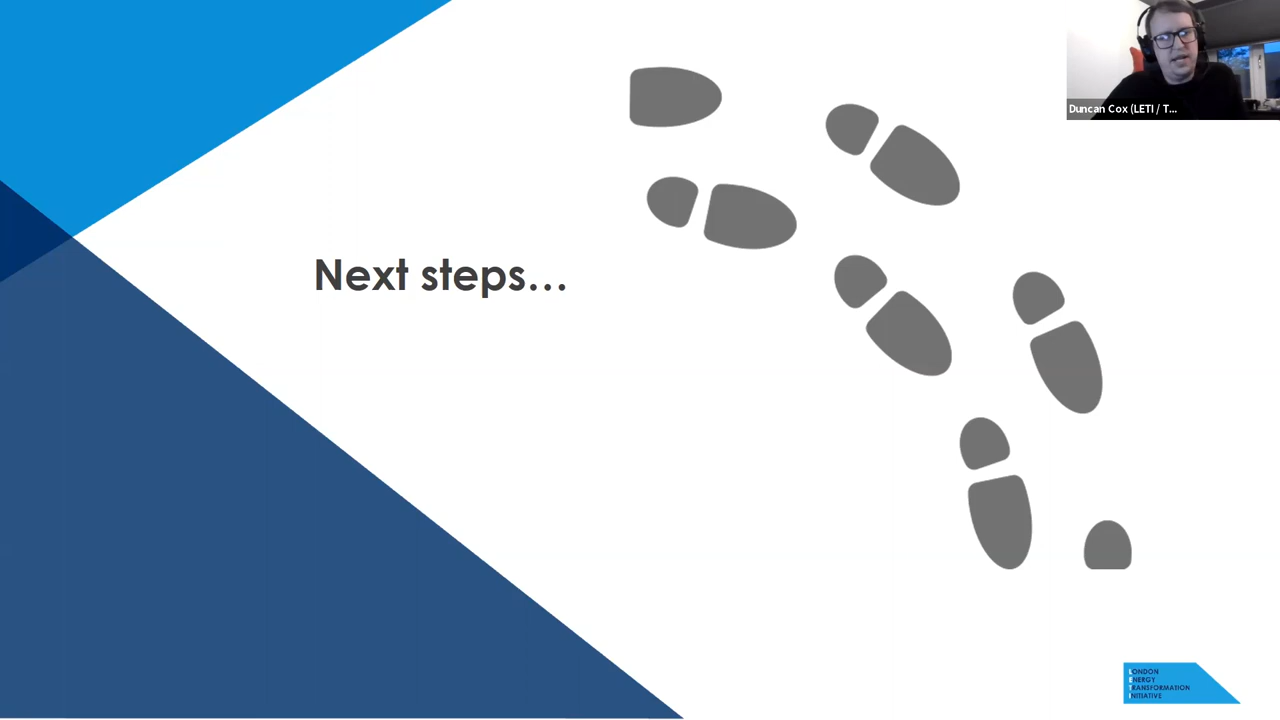 Duncan Cox (LETI / T...
Next steps...
LONDON
ENERGY
TRANSFORMATION
INITIATIVE